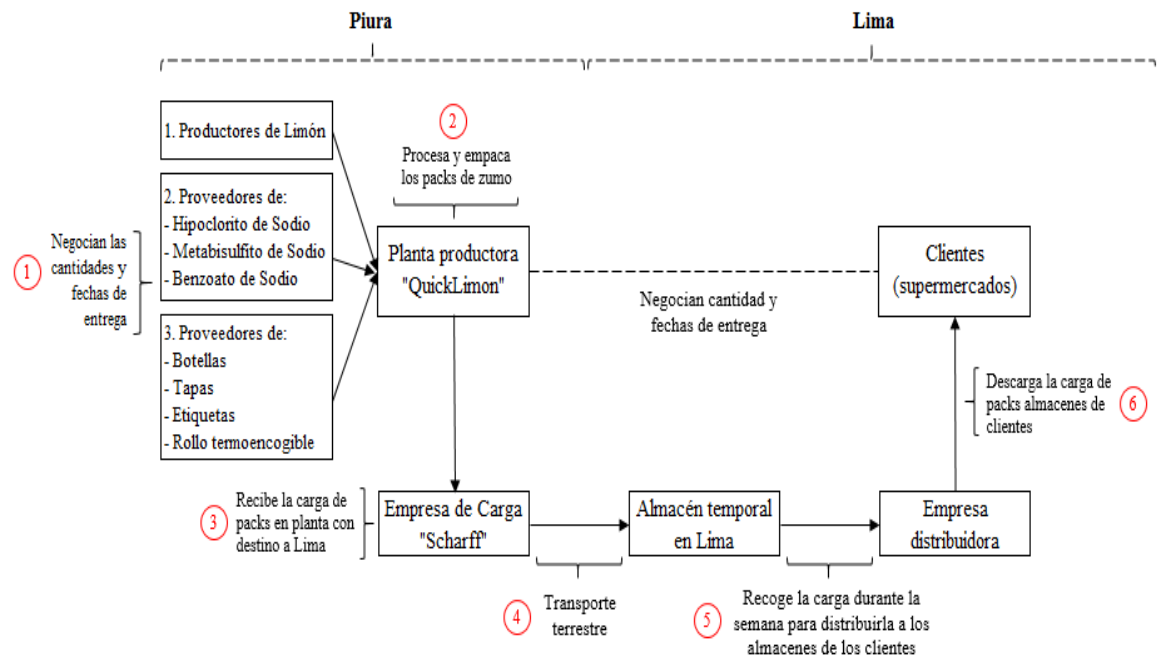 Piura
Lima
1. Productores de Limón
2
Procesa y empaca
los packs de zumo
2. Proveedores de:
- Hipoclorito de Sodio
- Metabisulfito de Sodio
- Benzoato de Sodio
1
Negocian las
cantidades y
fechas de
entrega
Planta productora
"QuickLimon"
Negocian cantidad y
fechas de entrega
Clientes
(supermercados)
3. Proveedores de:
- Botellas
- Tapas
- Etiquetas
- Rollo termoencogible
Descarga la carga de
packs almacenes de
clientes
6
3
Recibe la carga de
packs en planta con
destino a Lima
Empresa de Carga
"Scharff"
Almacén temporal
en Lima
Empresa
distribuidora
4
Transporte
terrestre
5
Recoge la carga durante la
semana para distribuirla a los
almacenes de los clientes